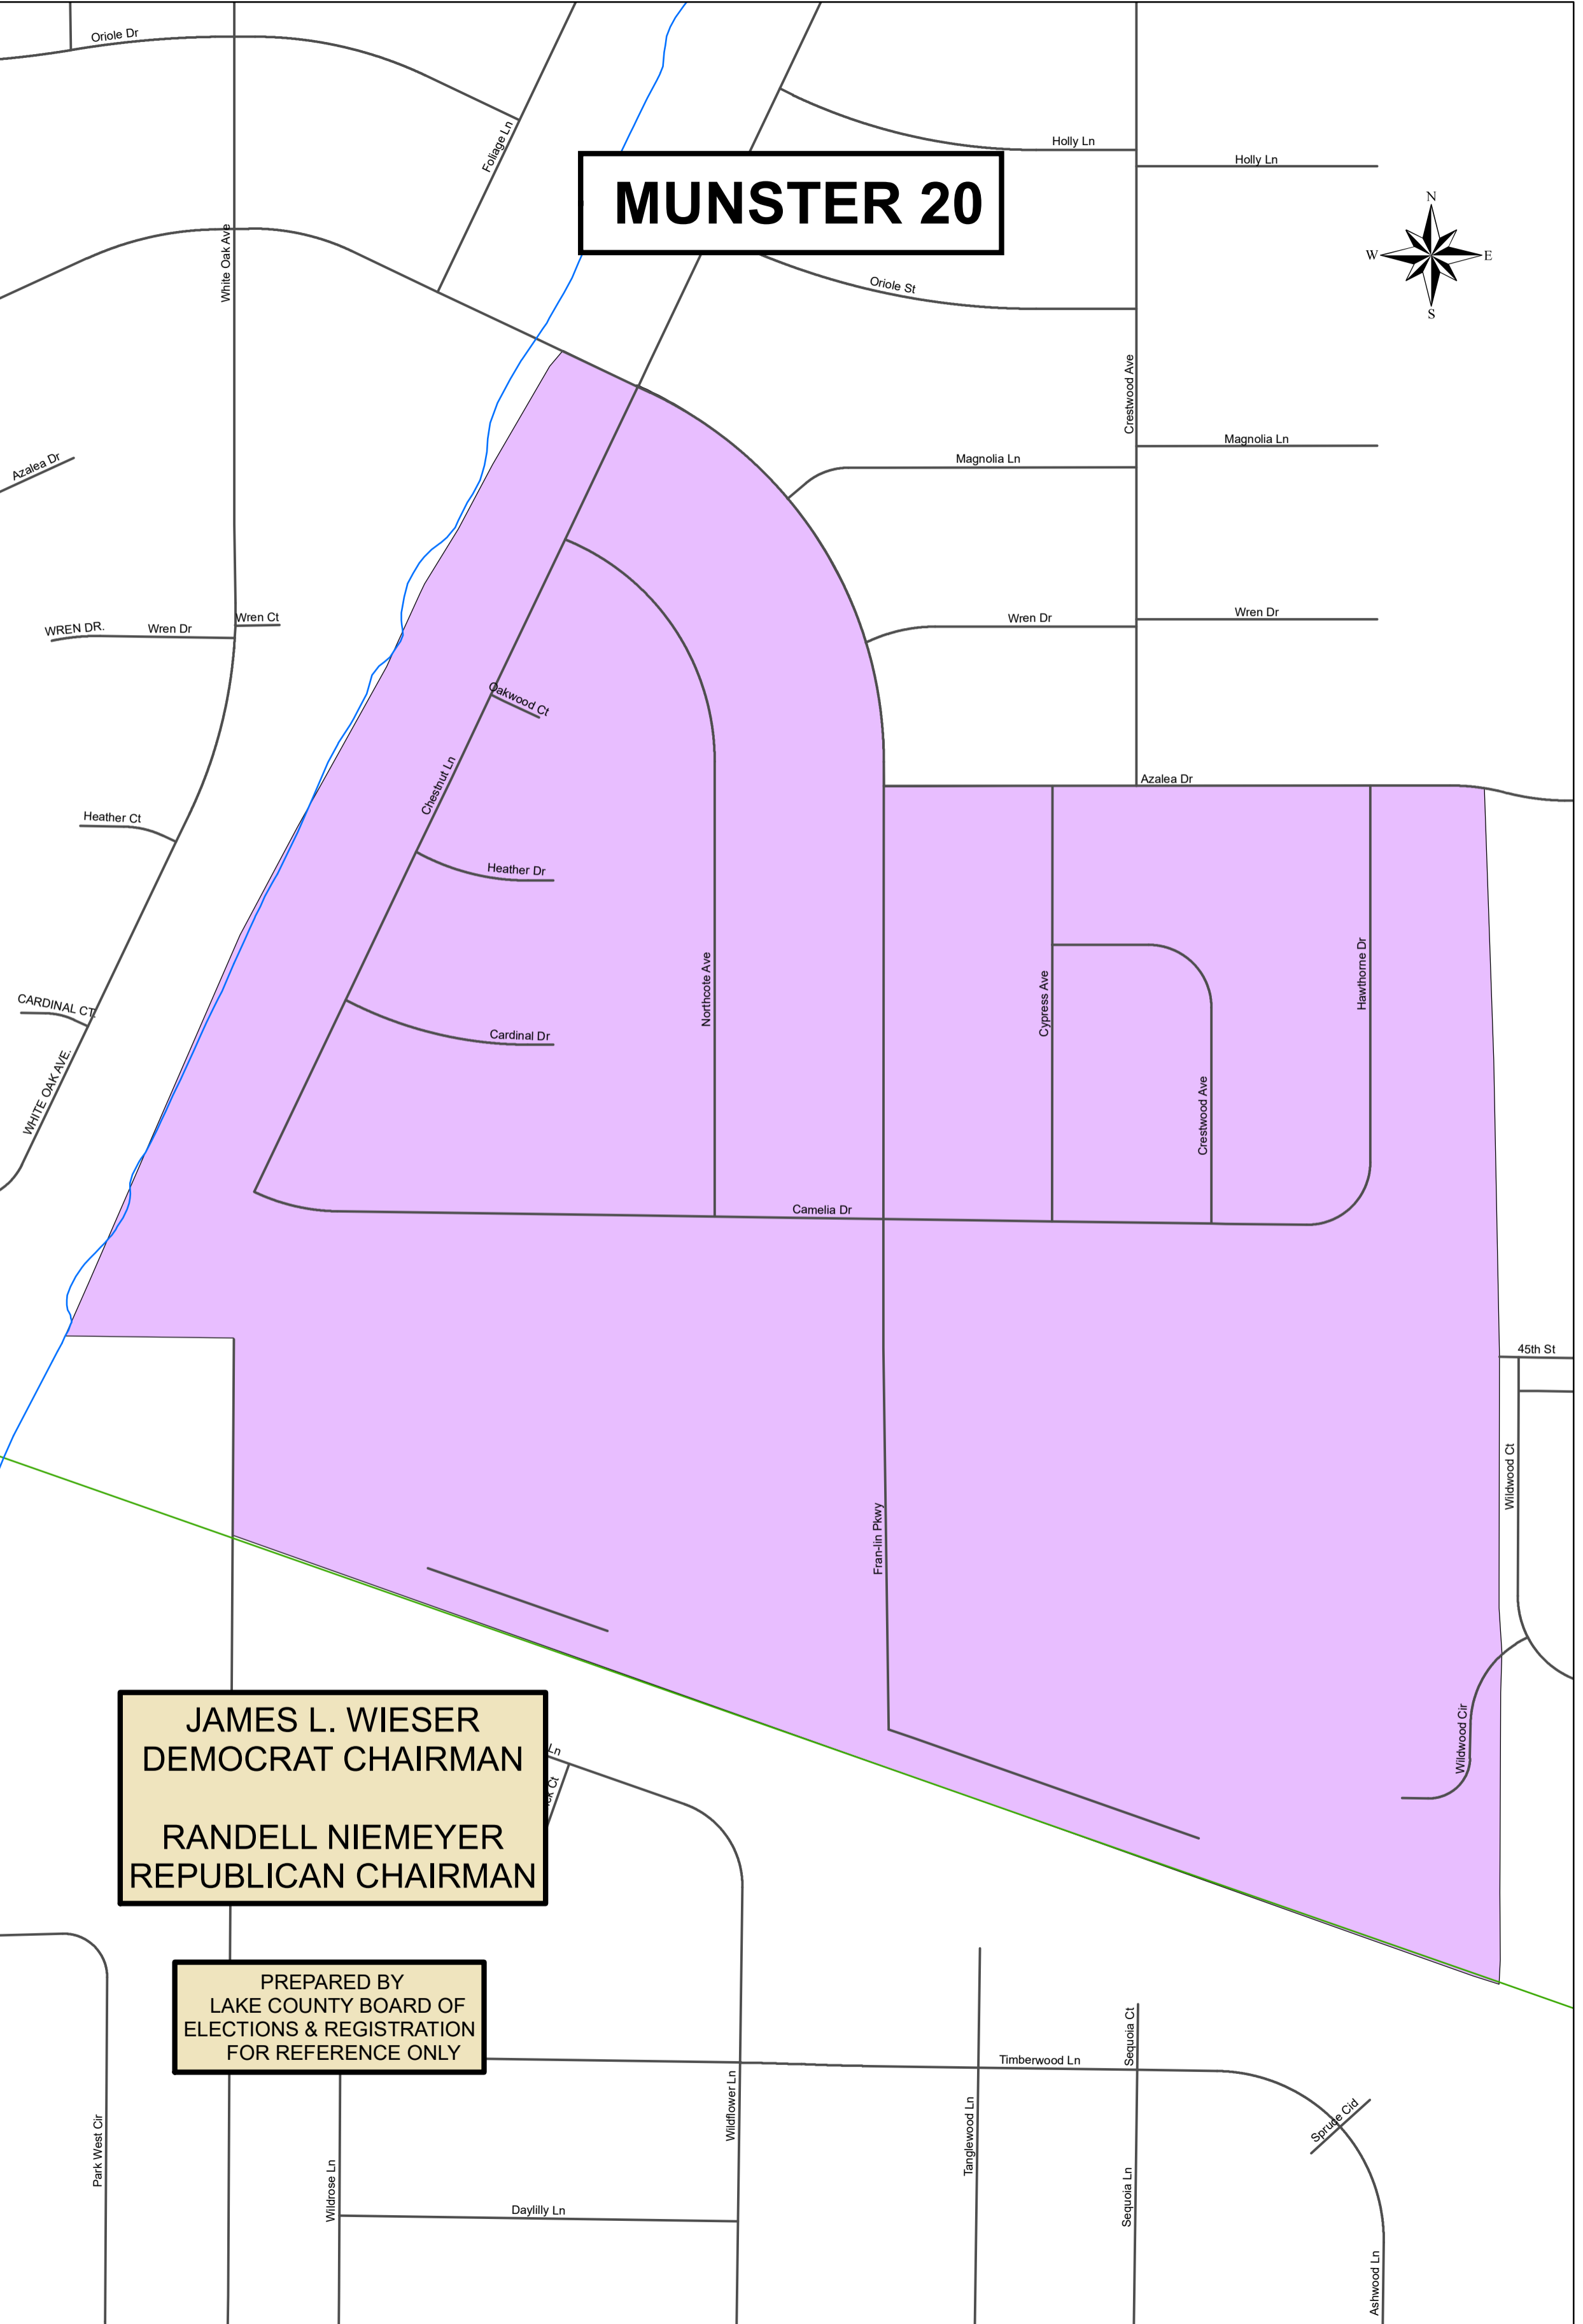 Oriole Dr
Foliage Ln
Holly Ln
Holly Ln
MUNSTER 20
N
W
E
S
White Oak Ave
Oriole St
Crestwood Ave
Azalea Dr
Magnolia Ln
Magnolia Ln
WREN DR.
Wren Dr
Wren Ct
Wren Dr
Wren Dr
Oakwood Ct
Chestnut Ln
Azalea Dr
Heather Ct
Heather Dr
Northcote Ave
Cypress Ave
Hawthorne Dr
CARDINAL CT.
Cardinal Dr
WHITE OAK AVE.
Crestwood Ave
Camelia Dr
45th St
Wildwood Ct
Fran-lin Pkwy
Wildwood Cir
JAMES L. WIESER
DEMOCRAT CHAIRMAN
RANDELL NIEMEYER
REPUBLICAN CHAIRMAN
Ln
Ct
PREPARED BY
LAKE COUNTY BOARD OF
ELECTIONS & REGISTRATION
FOR REFERENCE ONLY
Timberwood Ln
Sequoia Ct
Park West Cir
Wildrose Ln
Wildflower Ln
Tanglewood Ln
Sequoia Ln
Spruce Cid
Daylilly Ln
Ashwood Ln